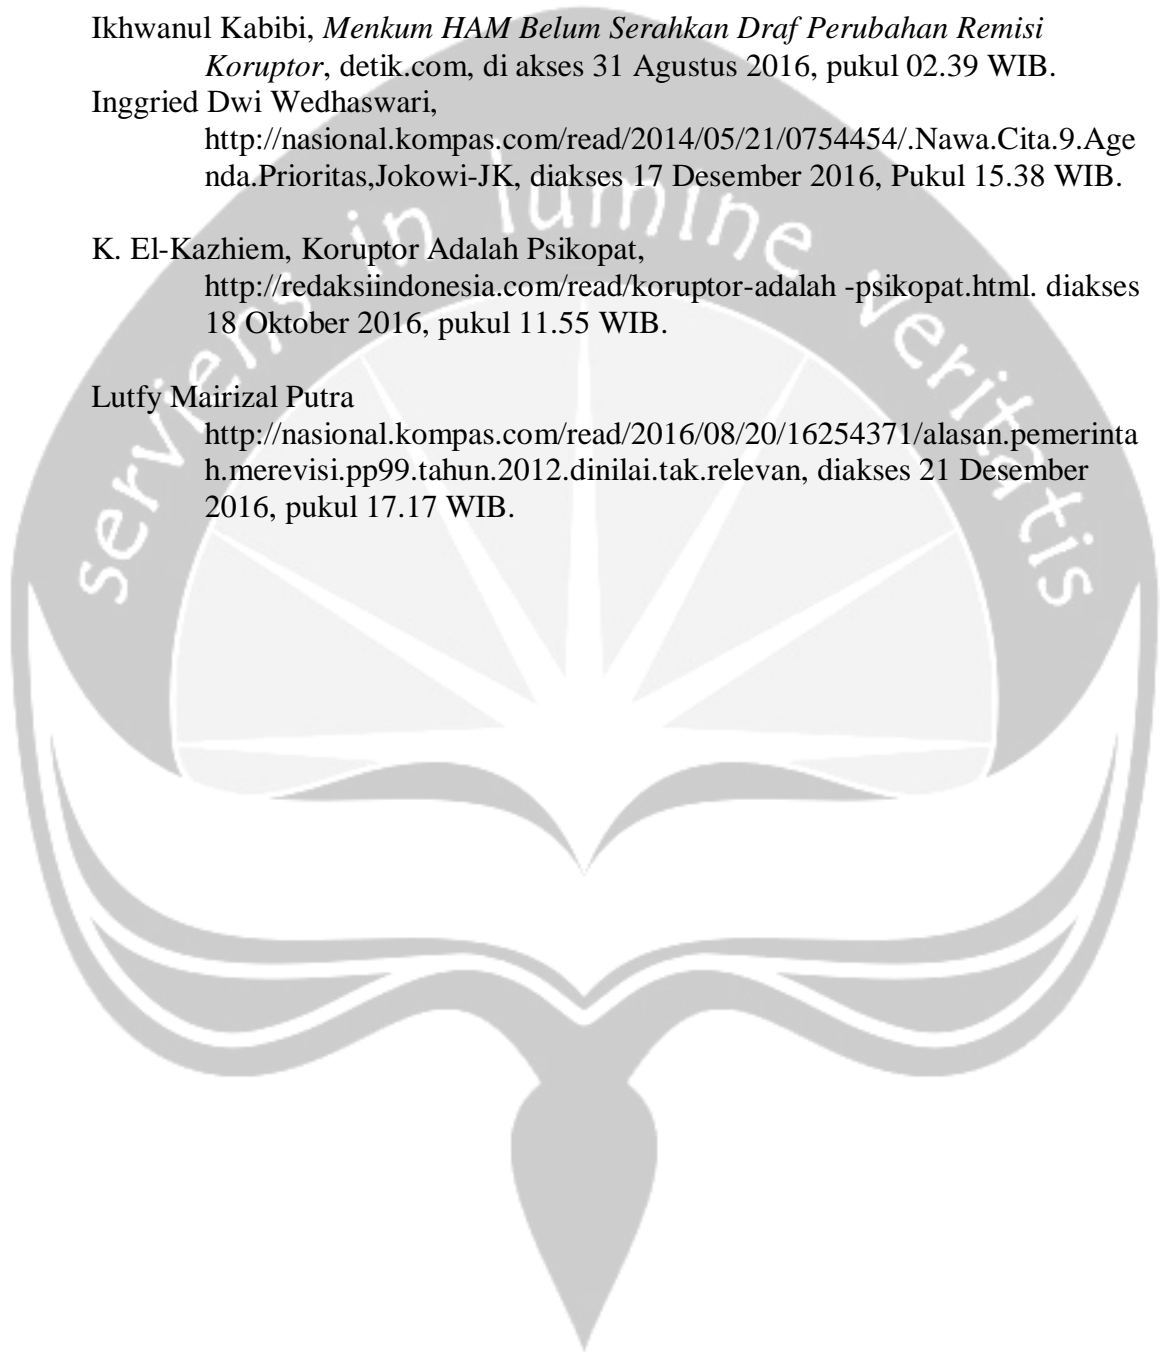 Ikhwanul Kabibi, Menkum HAM Belum Serahkan Draf Perubahan Remisi
Koruptor, detik.com, di akses 31 Agustus 2016, pukul 02.39 WIB.
Inggried Dwi Wedhaswari,
http://nasional.kompas.com/read/2014/05/21/0754454/.Nawa.Cita.9.Age
nda.Prioritas,Jokowi-JK, diakses 17 Desember 2016, Pukul 15.38 WIB.
K. El-Kazhiem, Koruptor Adalah Psikopat,
http://redaksiindonesia.com/read/koruptor-adalah -psikopat.html. diakses
18 Oktober 2016, pukul 11.55 WIB.
Lutfy Mairizal Putra
http://nasional.kompas.com/read/2016/08/20/16254371/alasan.pemerinta
h.merevisi.pp99.tahun.2012.dinilai.tak.relevan, diakses 21 Desember
2016, pukul 17.17 WIB.
serviens in lumine veritatis